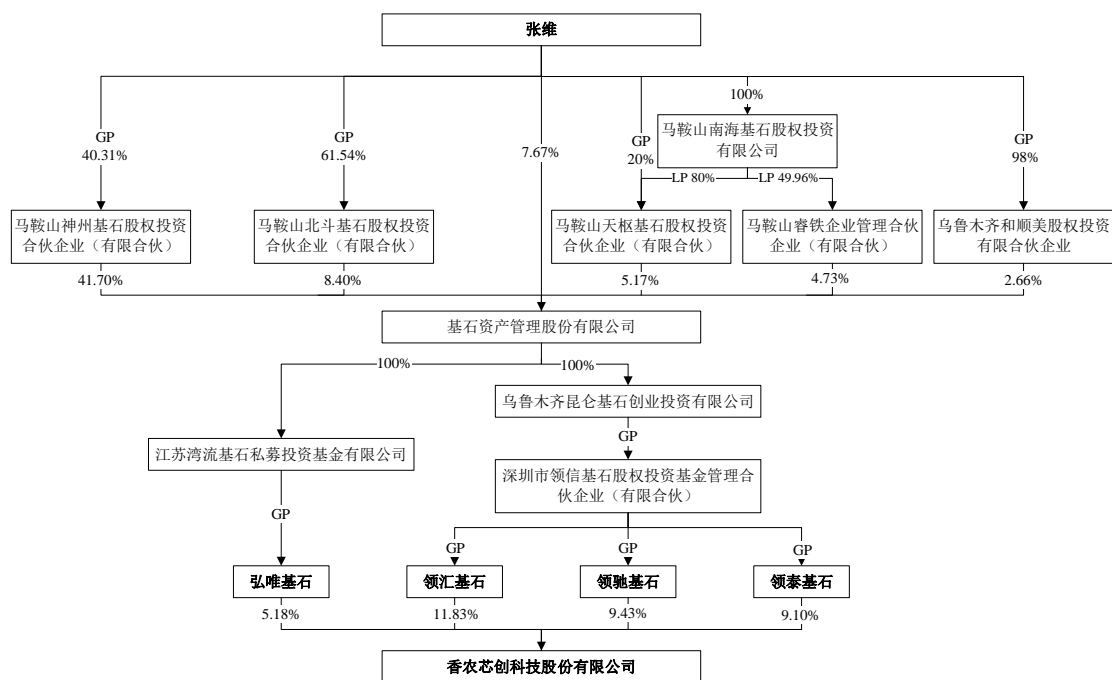 张维
100%
GP
40.31%
GP
61.54%
7.67%
GP
20%
马鞍山南海基石股权投资
有限公司
GP
98%
LP 80%
LP 49.96%
马鞍山神州基石股权投资
合伙企业（有限合伙）
马鞍山北斗基石股权投资
合伙企业（有限合伙）
马鞍山天枢基石股权投资
合伙企业（有限合伙）
马鞍山睿铁企业管理合伙
企业（有限合伙）
乌鲁木齐和顺美股权投资
有限合伙企业
41.70%
8.40%
5.17%
4.73%
2.66%
基石资产管理股份有限公司
100%
100%
乌鲁木齐昆仑基石创业投资有限公司
江苏湾流基石私募投资基金有限公司
GP
深圳市领信基石股权投资基金管理合
伙企业（有限合伙）
GP
GP
GP
GP
弘唯基石
领汇基石
领驰基石
领泰基石
5.18%
11.83%
9.43%
9.10%
香农芯创科技股份有限公司